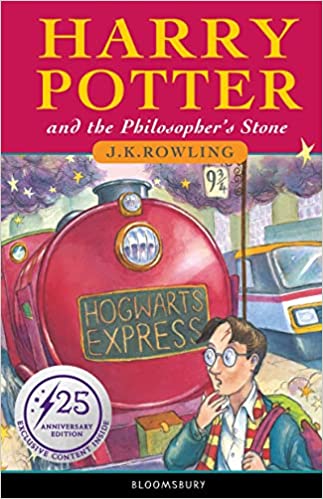 HARRY
POTTER
and the Philosopher's Stone
J.K.ROWLING
9¾
HOGWARTS
EXPRESS
25
ANNIVERSARY
EDITION
EXCLUSIVE CONTENT INSIDE
BLOOMSBURY